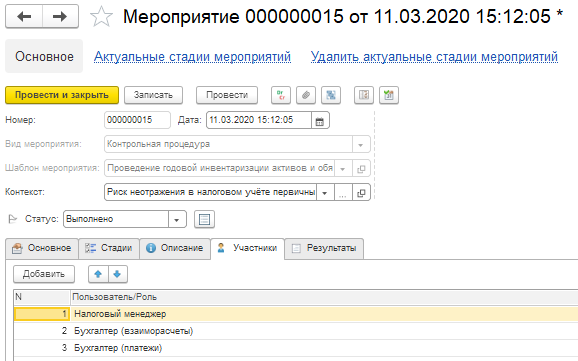 Мероприятие 000000015 от 11.03.2020 15:12:05 *
Основное Актуальные стадии мероприятий Удалить актуальные стадии мероприятий
Провести и закрыть Записать Провести
Номер: 000000015 Дата: 11.03.2020 15:12:05
Вид мероприятия: Контрольная процедура
Шаблон мероприятия: Проведение годовой инвентаризации активов и обя
Контекст: Риск неотражения в налоговом учёте первичны ...
Статус: Выполнено
Основное Стадии Описание Участники Результаты
Добавить
N Пользователь/Роль
1 Налоговый менеджер
2 Бухгалтер (взаиморасчеты)
3 Бухгалтер (платежи)